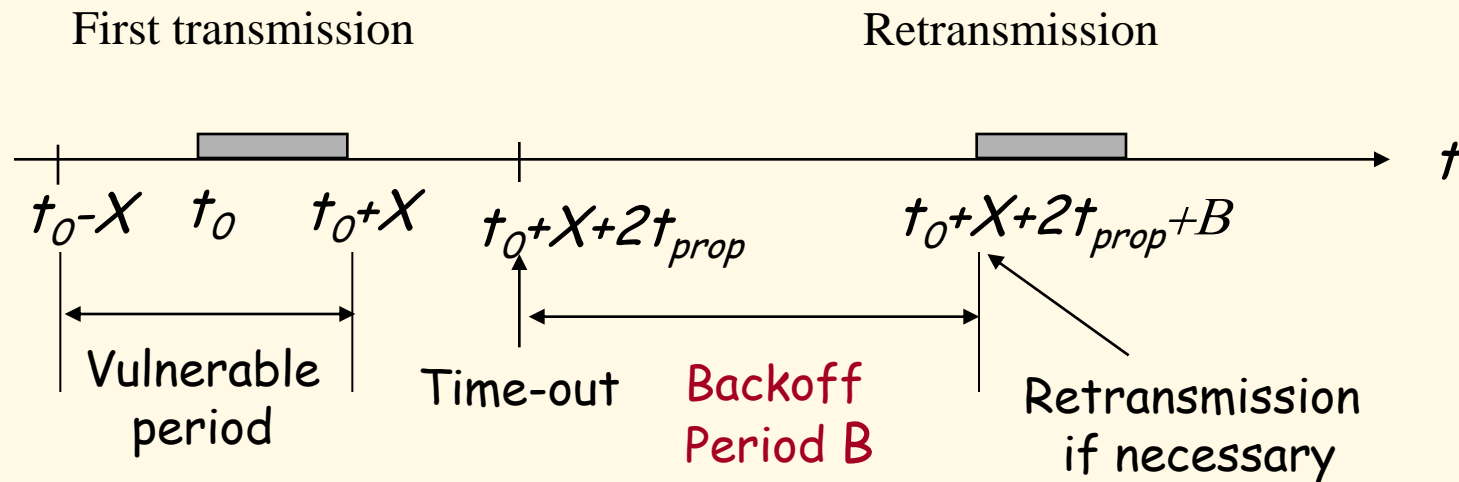 First transmission Retransmission
t
t₀-X t₀ t₀+X t₀+X+2tₚᵣₒₚ t₀+X+2tₚᵣₒₚ+B
Vulnerable
period
Time-out
Backoff
Period B
Retransmission
if necessary